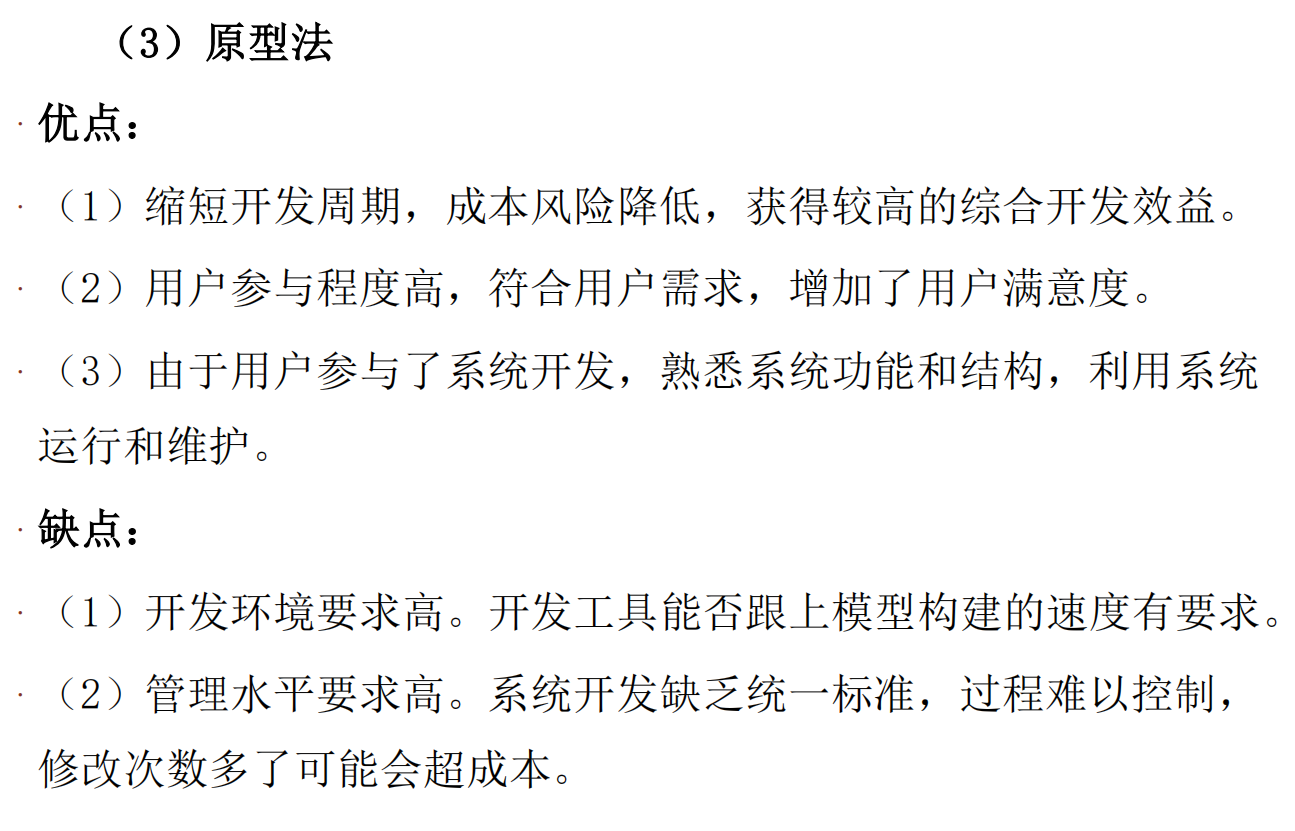 （3）原型法
· 优点：
· （1）缩短开发周期，成本风险降低，获得较高的综合开发效益。
· （2）用户参与程度高，符合用户需求，增加了用户满意度。
· （3）由于用户参与了系统开发，熟悉系统功能和结构，利用系统
运行和维护。
· 缺点：
· （1）开发环境要求高。开发工具能否跟上模型构建的速度有要求。
· （2）管理水平要求高。系统开发缺乏统一标准，过程难以控制，
修改次数多了可能会超成本。